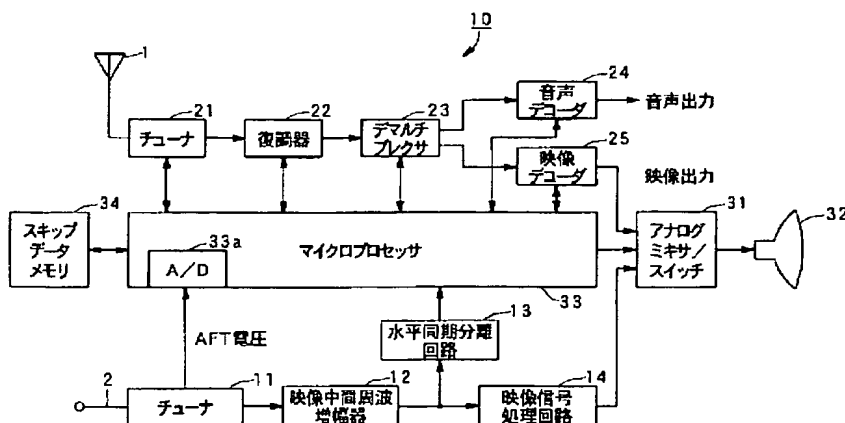 10
1
24
音声
デコーダ
音声出力
21
チューナ
22
復調器
23
デマルチ
プレクサ
25
映像
デコーダ
映像出力
34
スキップ
データ
メモリ
33a
A/D
マイクロプロセッサ
33
31
アナログ
ミキサ/
スイッチ
32
AFT電圧
13
水平同期分離
回路
2
11
チューナ
12
映像中間周波
増幅器
14
映像信号
処理回路